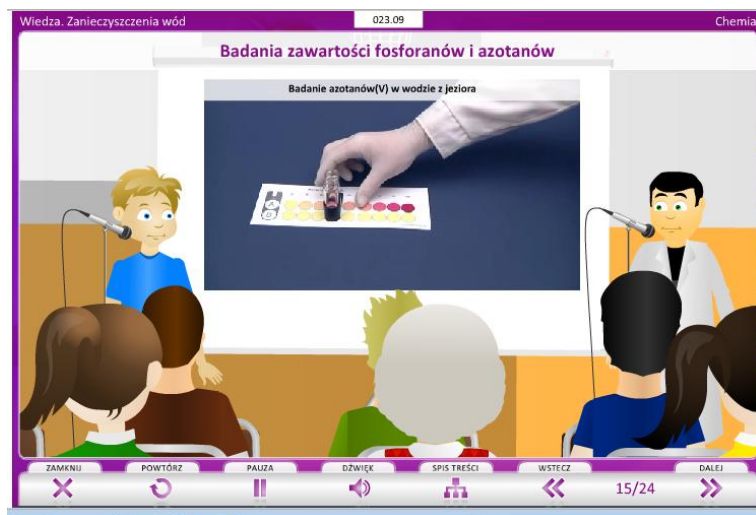 Wiedza. Zanieczyszczenia wód
023.09
Chemia
Badania zawartości fosforanów i azotanów
Badanie azotanów(V) w wodzie z jeziora
ZAMKNIJ
POWTÓRZ
PAUZA
DŹWIĘK
SPIS TREŚCI
WSTECZ
15/24
DALEJ